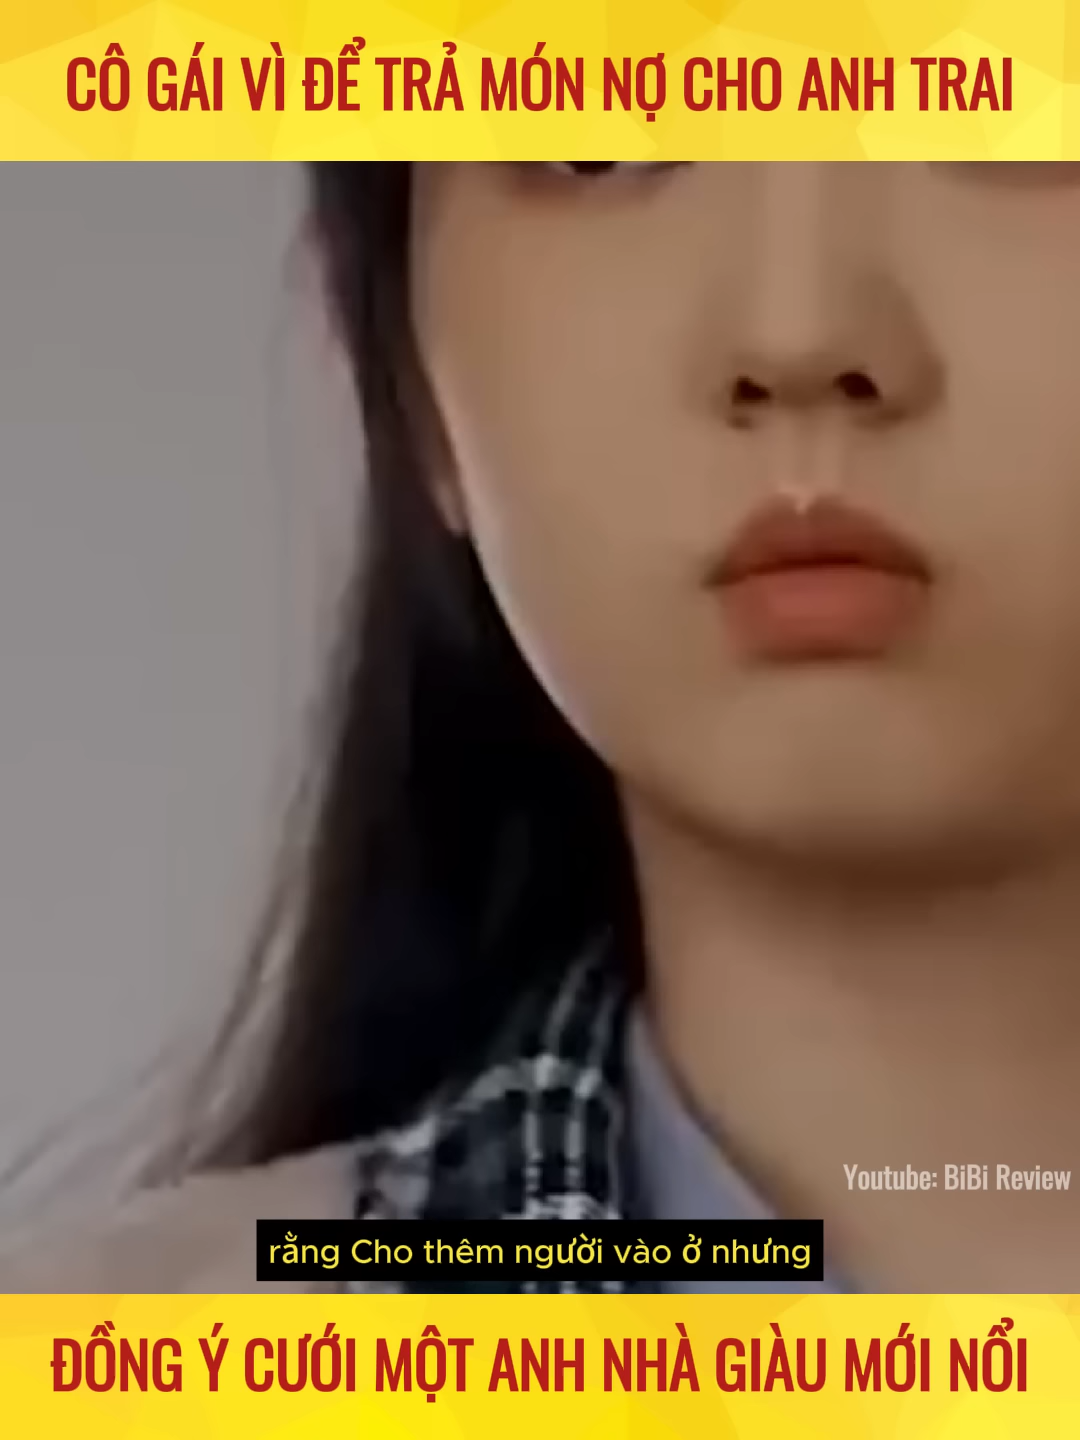 CÔ GÁI VÌ ĐỂ TRẢ MÓN NỢ CHO ANH TRAI
Youtube: BiBi Review
rằng Cho thêm người vào ở nhưng
ĐỒNG Ý CƯỚI MỘT ANH NHÀ GIÀU MỚI NỔI